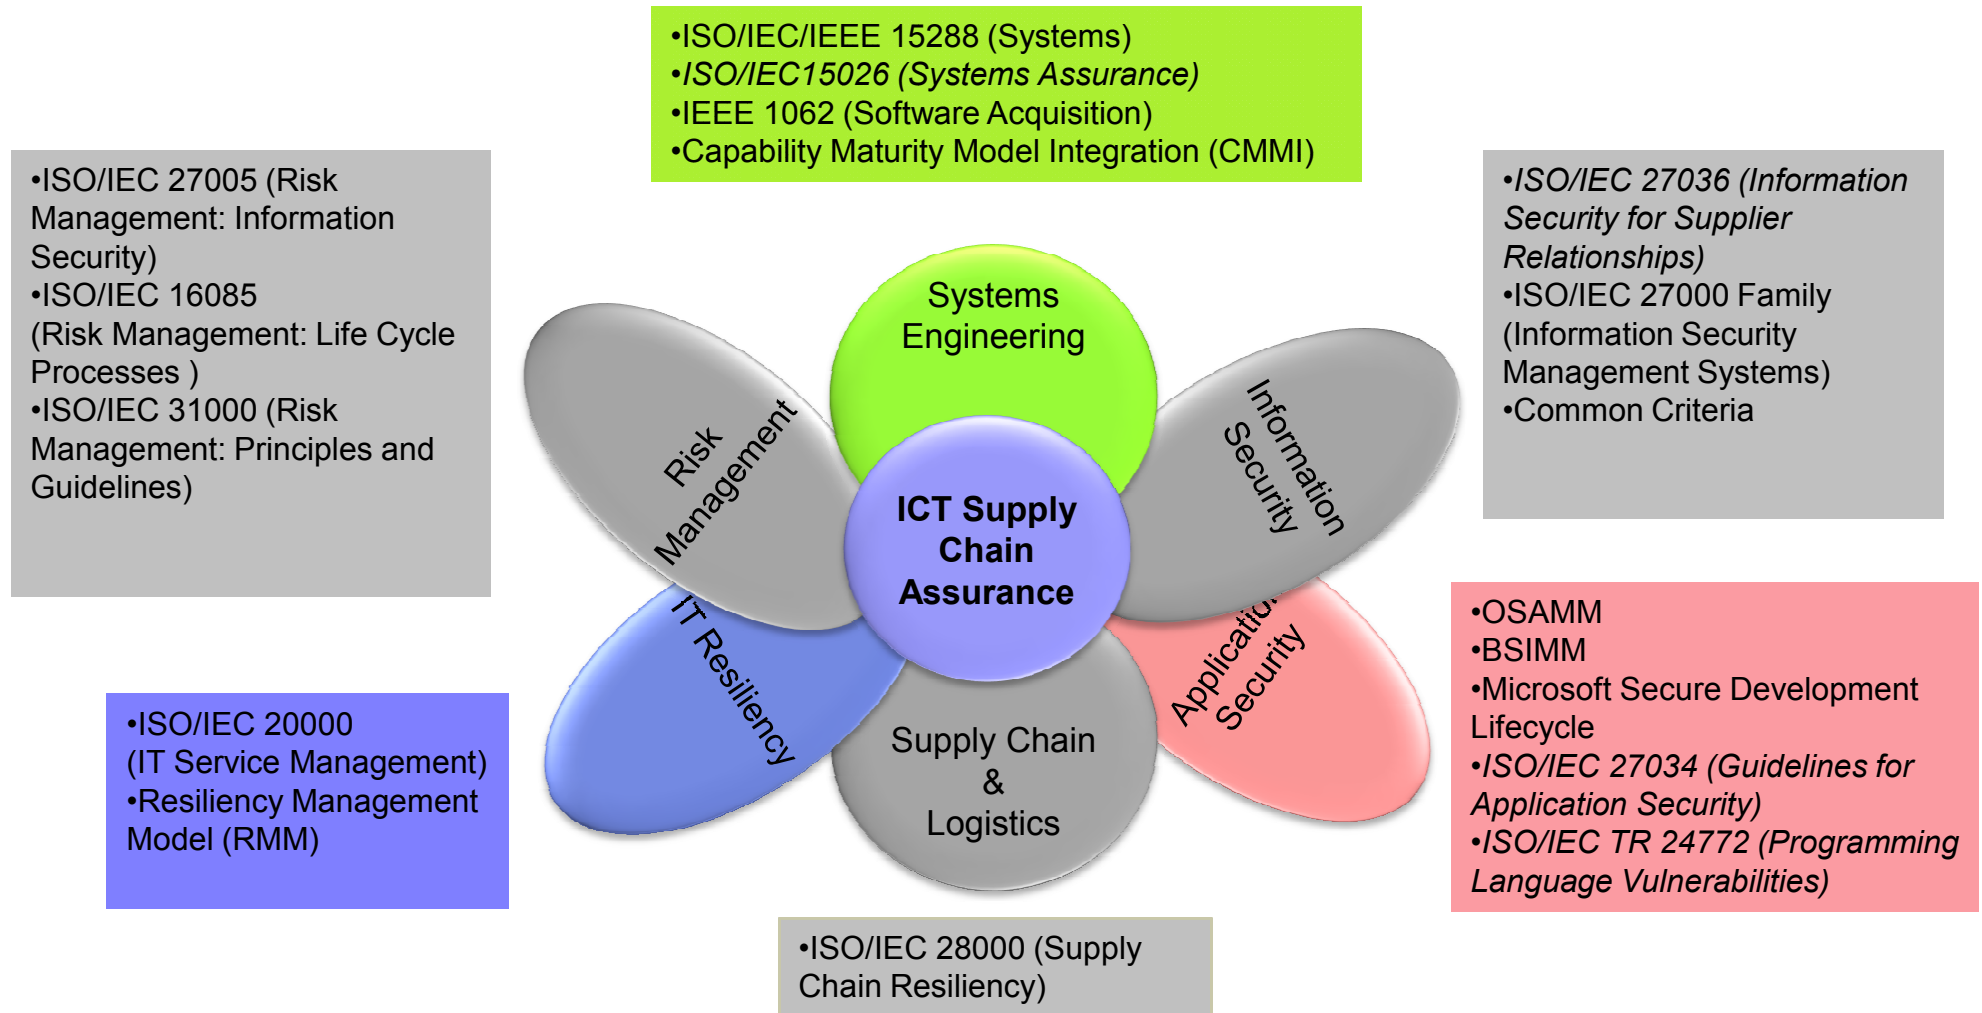 •ISO/IEC/IEEE 15288 (Systems)
•ISO/IEC15026 (Systems Assurance)
•IEEE 1062 (Software Acquisition)
•Capability Maturity Model Integration (CMMI)
•ISO/IEC 27005 (Risk
Management: Information
Security)
•ISO/IEC 16085
(Risk Management: Life Cycle
Processes )
•ISO/IEC 31000 (Risk
Management: Principles and
Guidelines)
•ISO/IEC 27036 (Information
Security for Supplier
Relationships)
•ISO/IEC 27000 Family
(Information Security
Management Systems)
•Common Criteria
Systems
Engineering
Risk
Management
Information
Security
ICT Supply
Chain
Assurance
IT Resiliency
Application
Security
Supply Chain
&
Logistics
•ISO/IEC 20000
(IT Service Management)
•Resiliency Management
Model (RMM)
•OSAMM
•BSIMM
•Microsoft Secure Development
Lifecycle
•ISO/IEC 27034 (Guidelines for
Application Security)
•ISO/IEC TR 24772 (Programming
Language Vulnerabilities)
•ISO/IEC 28000 (Supply
Chain Resiliency)